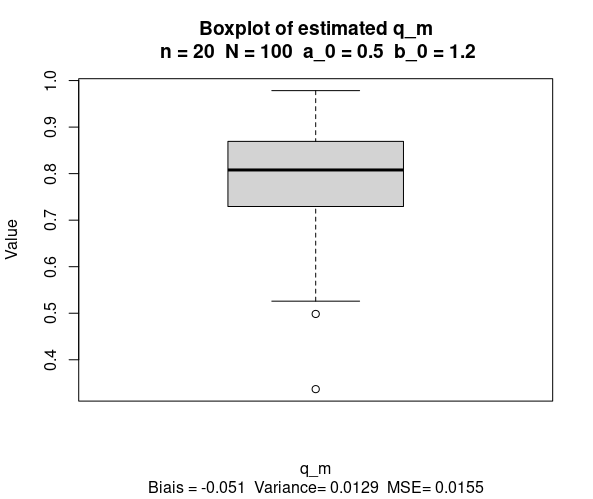 Boxplot of estimated q_m
n = 20 N = 100 a_0 = 0.5 b_0 = 1.2
Value
1.0
0.9
0.8
0.7
0.6
0.5
0.4
q_m
Biais = -0.051 Variance= 0.0129 MSE= 0.0155